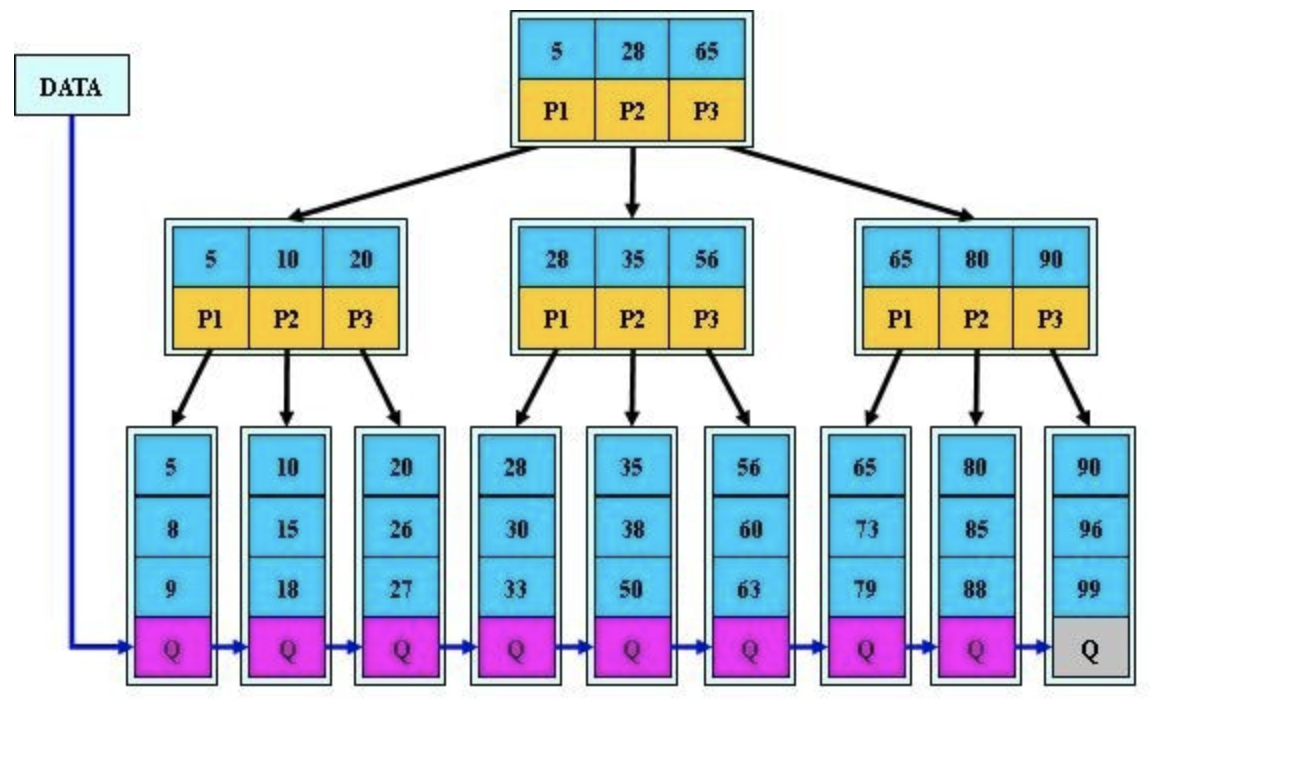 5 28 65
DATA
P1 P2 P3
5 10 20 28 35 56 65 80 90
P1 P2 P3 P1 P2 P3 P1 P2 P3
5 10 20 28 35 56 65 80 90
8 15 26 30 38 60 73 85 96
9 18 27 33 50 63 79 88 99
Q Q Q Q Q Q Q Q Q